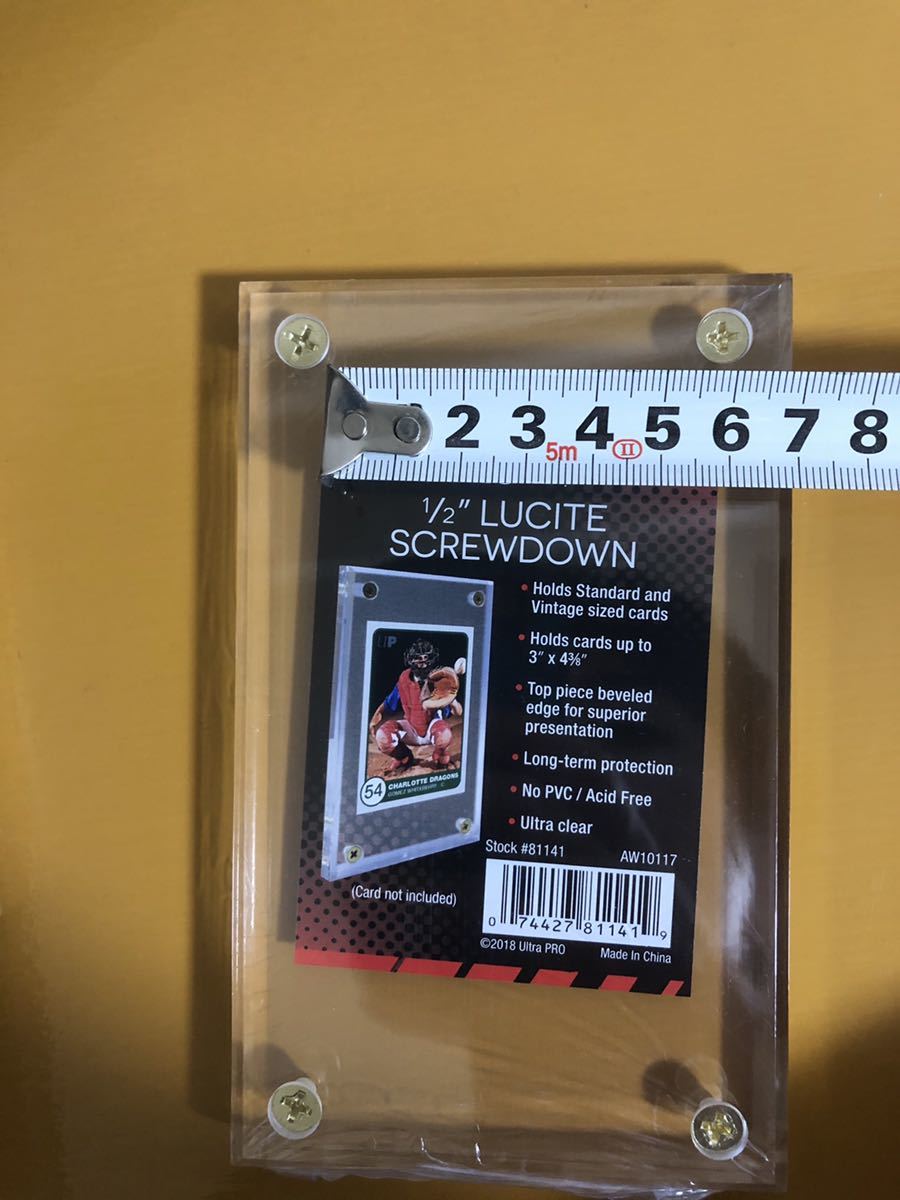 2 3 4 5 6 7 8
5m II
1/2" LUCITE
SCREWDOWN
• Holds Standard and
Vintage sized cards
• Holds cards up to
3" x 4⅜"
• Top piece beveled
edge for superior
presentation
• Long-term protection
• No PVC / Acid Free
• Ultra clear
UP
54 CHARLOTTE DRAGONS
Stock #81141 AW10117
(Card not included)
0 74427 81141 9
©2018 Ultra PRO Made In China